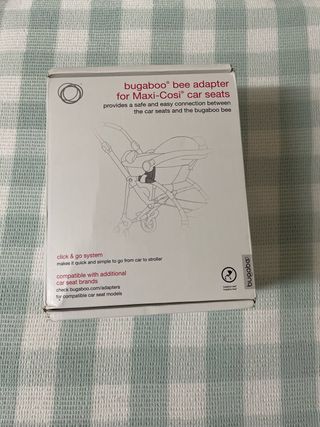 bugaboo® bee adapter
for Maxi-Cosi® car seats
provides a safe and easy connection between
the car seats and the bugaboo bee
click & go system
makes it quick and simple to go from car to stroller
compatible with additional
car seat brands
check bugaboo.com/adapters
for compatible car seat models
bugaboo